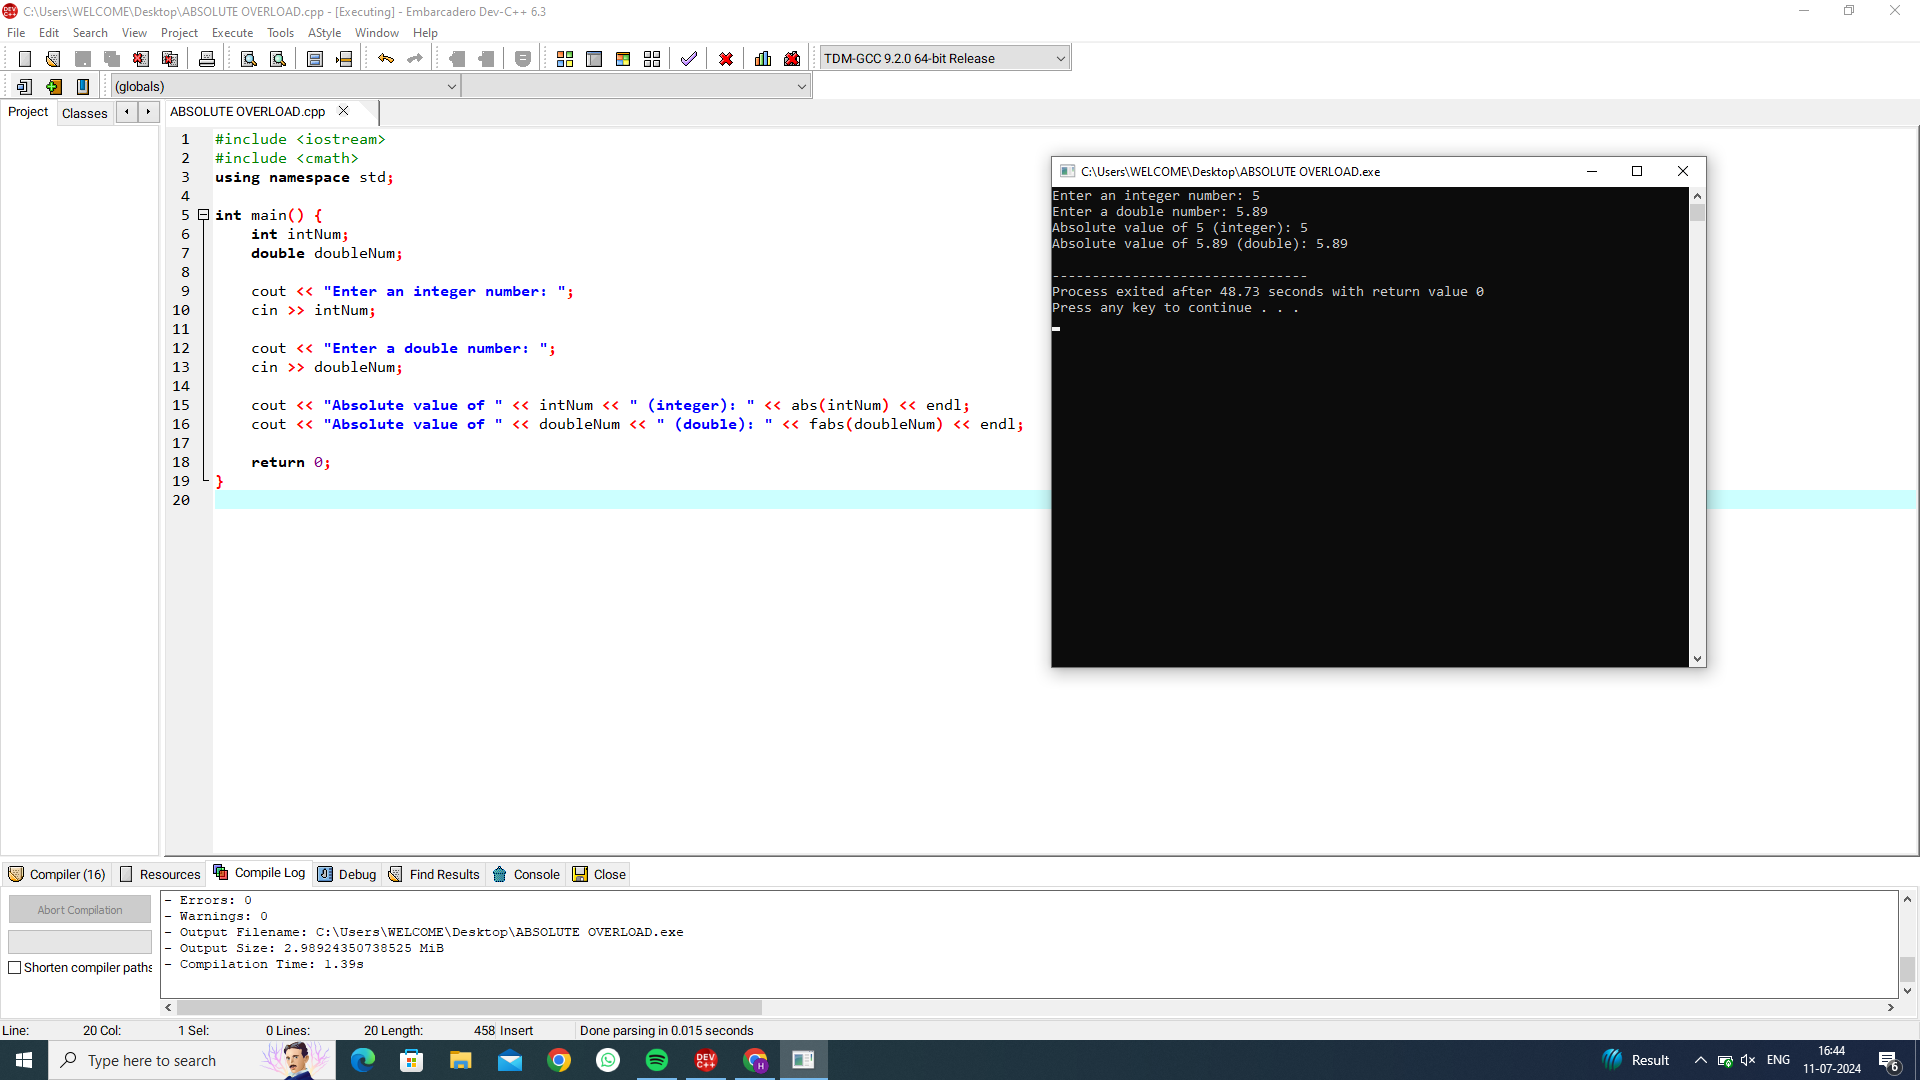 C:\Users\WELCOME\Desktop\ABSOLUTE OVERLOAD.cpp - [Executing] - Embarcadero Dev-C++ 6.3
File Edit Search View Project Execute Tools AStyle Window Help
TDM-GCC 9.2.0 64-bit Release
(globals)
Project Classes ABSOLUTE OVERLOAD.cpp
1 #include <iostream>
2 #include <cmath>
3 using namespace std;
4
5 int main() {
6 int intNum;
7 double doubleNum;
8
9 cout << "Enter an integer number: ";
10 cin >> intNum;
11
12 cout << "Enter a double number: ";
13 cin >> doubleNum;
14
15 cout << "Absolute value of " << intNum << " (integer): " << abs(intNum) << endl;
16 cout << "Absolute value of " << doubleNum << " (double): " << fabs(doubleNum) << endl;
17
18 return 0;
19 }
20
C:\Users\WELCOME\Desktop\ABSOLUTE OVERLOAD.exe
Enter an integer number: 5
Enter a double number: 5.89
Absolute value of 5 (integer): 5
Absolute value of 5.89 (double): 5.89
--------------------------------
Process exited after 48.73 seconds with return value 0
Press any key to continue . . .
Compiler (16) Resources Compile Log Debug Find Results Console Close
Abort Compilation
Shorten compiler paths
- Errors: 0
- Warnings: 0
- Output Filename: C:\Users\WELCOME\Desktop\ABSOLUTE OVERLOAD.exe
- Output Size: 2.98924350738525 MiB
- Compilation Time: 1.39s
Line: 20 Col: 1 Sel: 0 Lines: 20 Length: 458 Insert Done parsing in 0.015 seconds
Type here to search
DEV C++
H
Result
ENG
16:44
11-07-2024
6